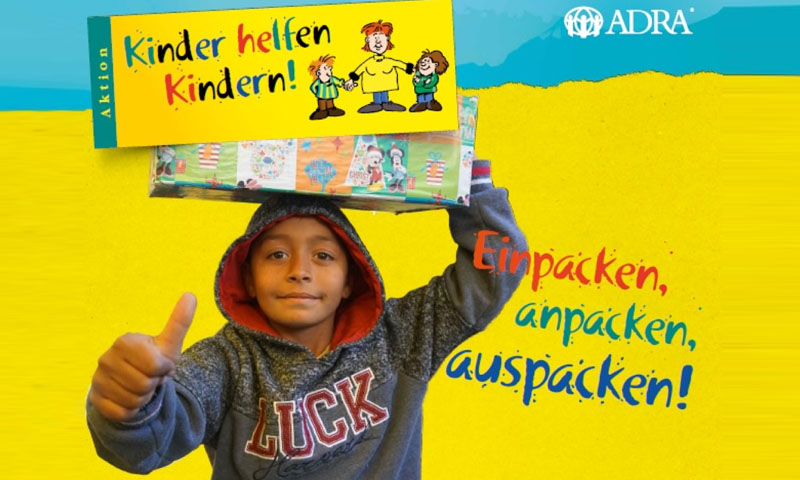 Aktion
Kinder helfen
Kindern!
ADRA
Einpacken,
anpacken,
auspacken!
LUCK